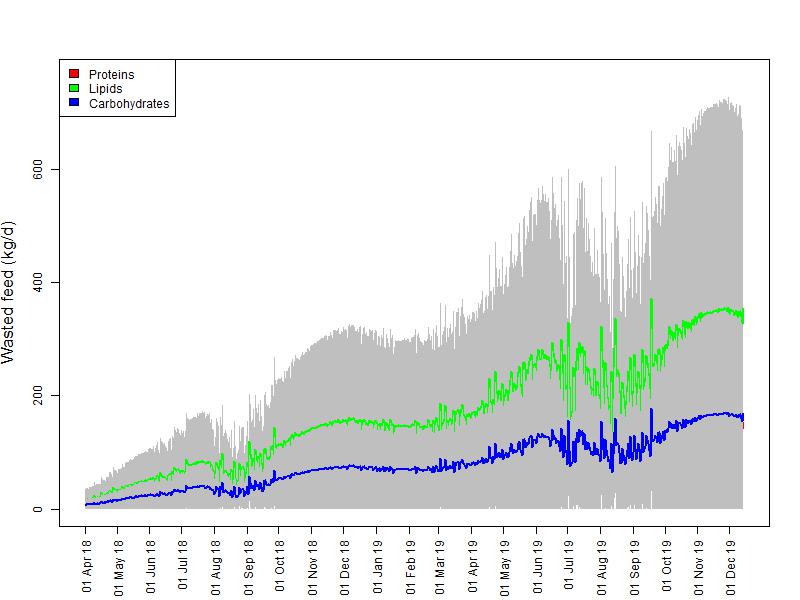 Proteins
Lipids
Carbohydrates
Wasted feed (kg/d)
600
400
200
0
01 Apr 18
01 May 18
01 Jun 18
01 Jul 18
01 Aug 18
01 Sep 18
01 Oct 18
01 Nov 18
01 Dec 18
01 Jan 19
01 Feb 19
01 Mar 19
01 Apr 19
01 May 19
01 Jun 19
01 Jul 19
01 Aug 19
01 Sep 19
01 Oct 19
01 Nov 19
01 Dec 19